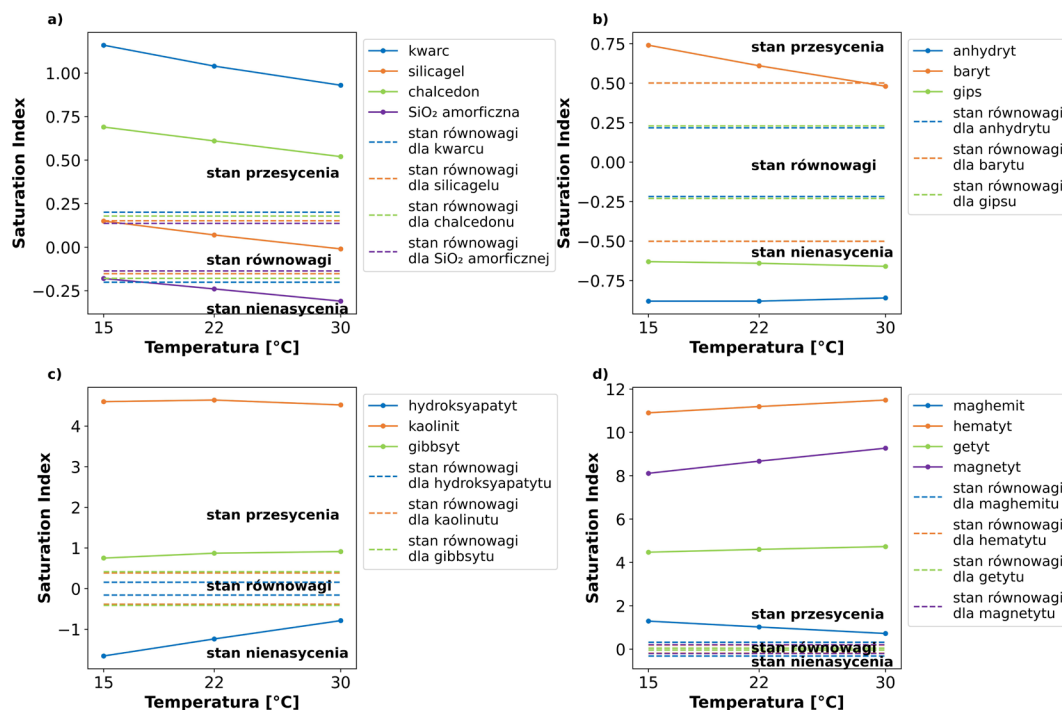 a)
Saturation Index
1.00
0.75
0.50
0.25
0.00
−0.25
stan przesycenia
stan równowagi
stan nienasycenia
15
22
30
Temperatura [°C]
kwarc
silicagel
chalcedon
SiO₂ amorficzna
stan równowagi
dla kwarcu
stan równowagi
dla silicagelu
stan równowagi
dla chalcedonu
stan równowagi
dla SiO₂ amorficznej
b)
Saturation Index
0.75
0.50
0.25
0.00
−0.25
−0.50
−0.75
stan przesycenia
stan równowagi
stan nienasycenia
15
22
30
Temperatura [°C]
anhydryt
baryt
gips
stan równowagi
dla anhydrytu
stan równowagi
dla barytu
stan równowagi
dla gipsu
c)
Saturation Index
4
3
2
1
0
−1
stan przesycenia
stan równowagi
stan nienasycenia
15
22
30
Temperatura [°C]
hydroksyapatyt
kaolinit
gibbsyt
stan równowagi
dla hydroksyapatytu
stan równowagi
dla kaolinutu
stan równowagi
dla gibbsytu
d)
Saturation Index
12
10
8
6
4
2
0
stan przesycenia
stan równowagi
stan nienasycenia
15
22
30
Temperatura [°C]
maghemit
hematyt
getyt
magnetyt
stan równowagi
dla maghemitu
stan równowagi
dla hematytu
stan równowagi
dla getytu
stan równowagi
dla magnetytu